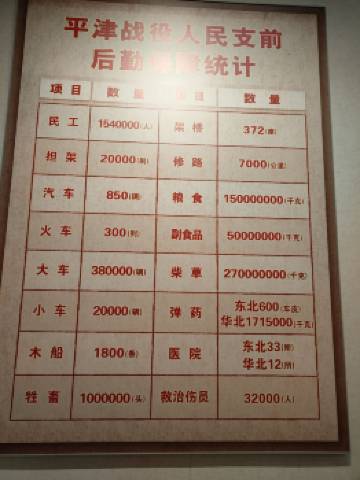 平津战役人民支前
后勤 统计
项目 数量 目 数量
民工 1540000(人) 架桥 372(座)
担架 20000(副) 修路 7000(公里)
汽车 850(辆) 粮食 150000000(千克)
火车 300(列) 副食品 50000000(千克)
大车 380000(辆) 柴草 270000000(千克)
小车 20000(辆) 弹药 东北600(车皮)
华北1715000(千克)
木船 1800(条) 医院 东北33(所)
华北12(所)
牲畜 1000000(头) 救治伤员 32000(人)